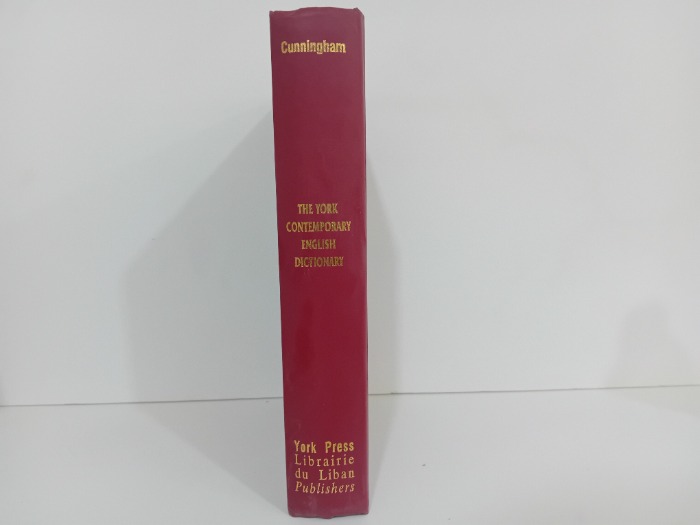 Cunningham
THE YORK
CONTEMPORARY
ENGLISH
DICTIONARY
York Press
Librairie
du Liban
Publishers